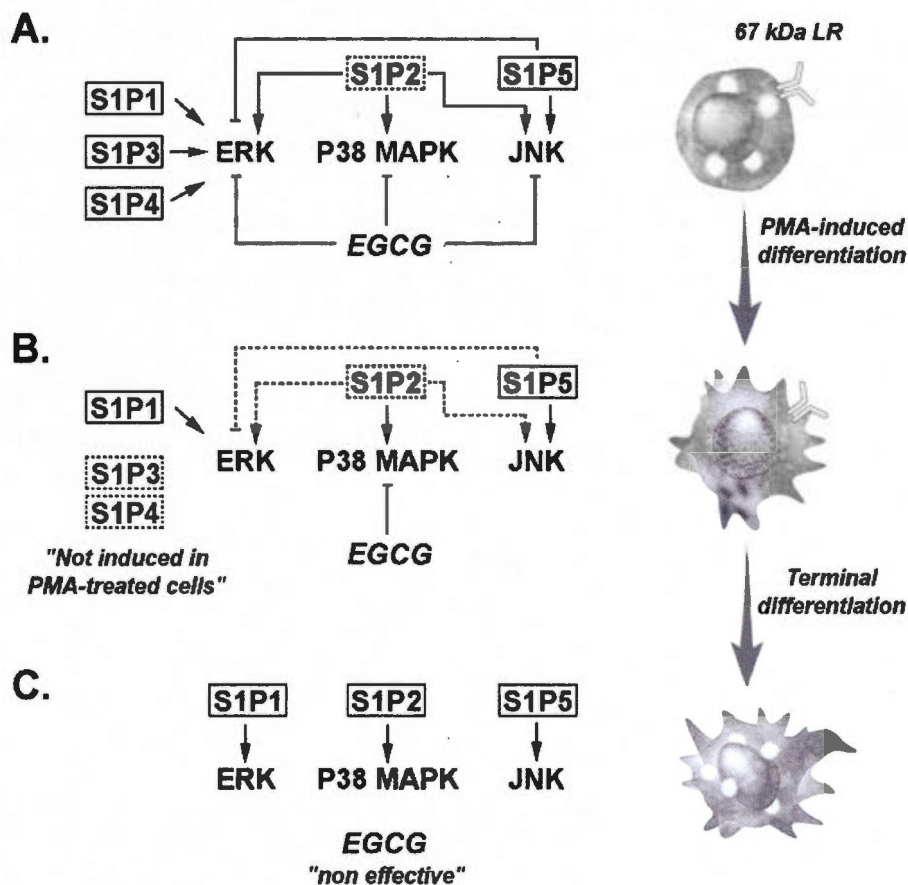 A.
67 kDa LR
S1P2
S1P5
S1P1
S1P3
ERK
P38 MAPK
JNK
S1P4
EGCG
PMA-induced
differentiation
B.
S1P2
S1P5
S1P1
ERK
P38 MAPK
JNK
S1P3
S1P4
EGCG
"Not induced in
PMA-treated cells"
Terminal
differentiation
C.
S1P1
S1P2
S1P5
ERK
P38 MAPK
JNK
EGCG
"non effective"